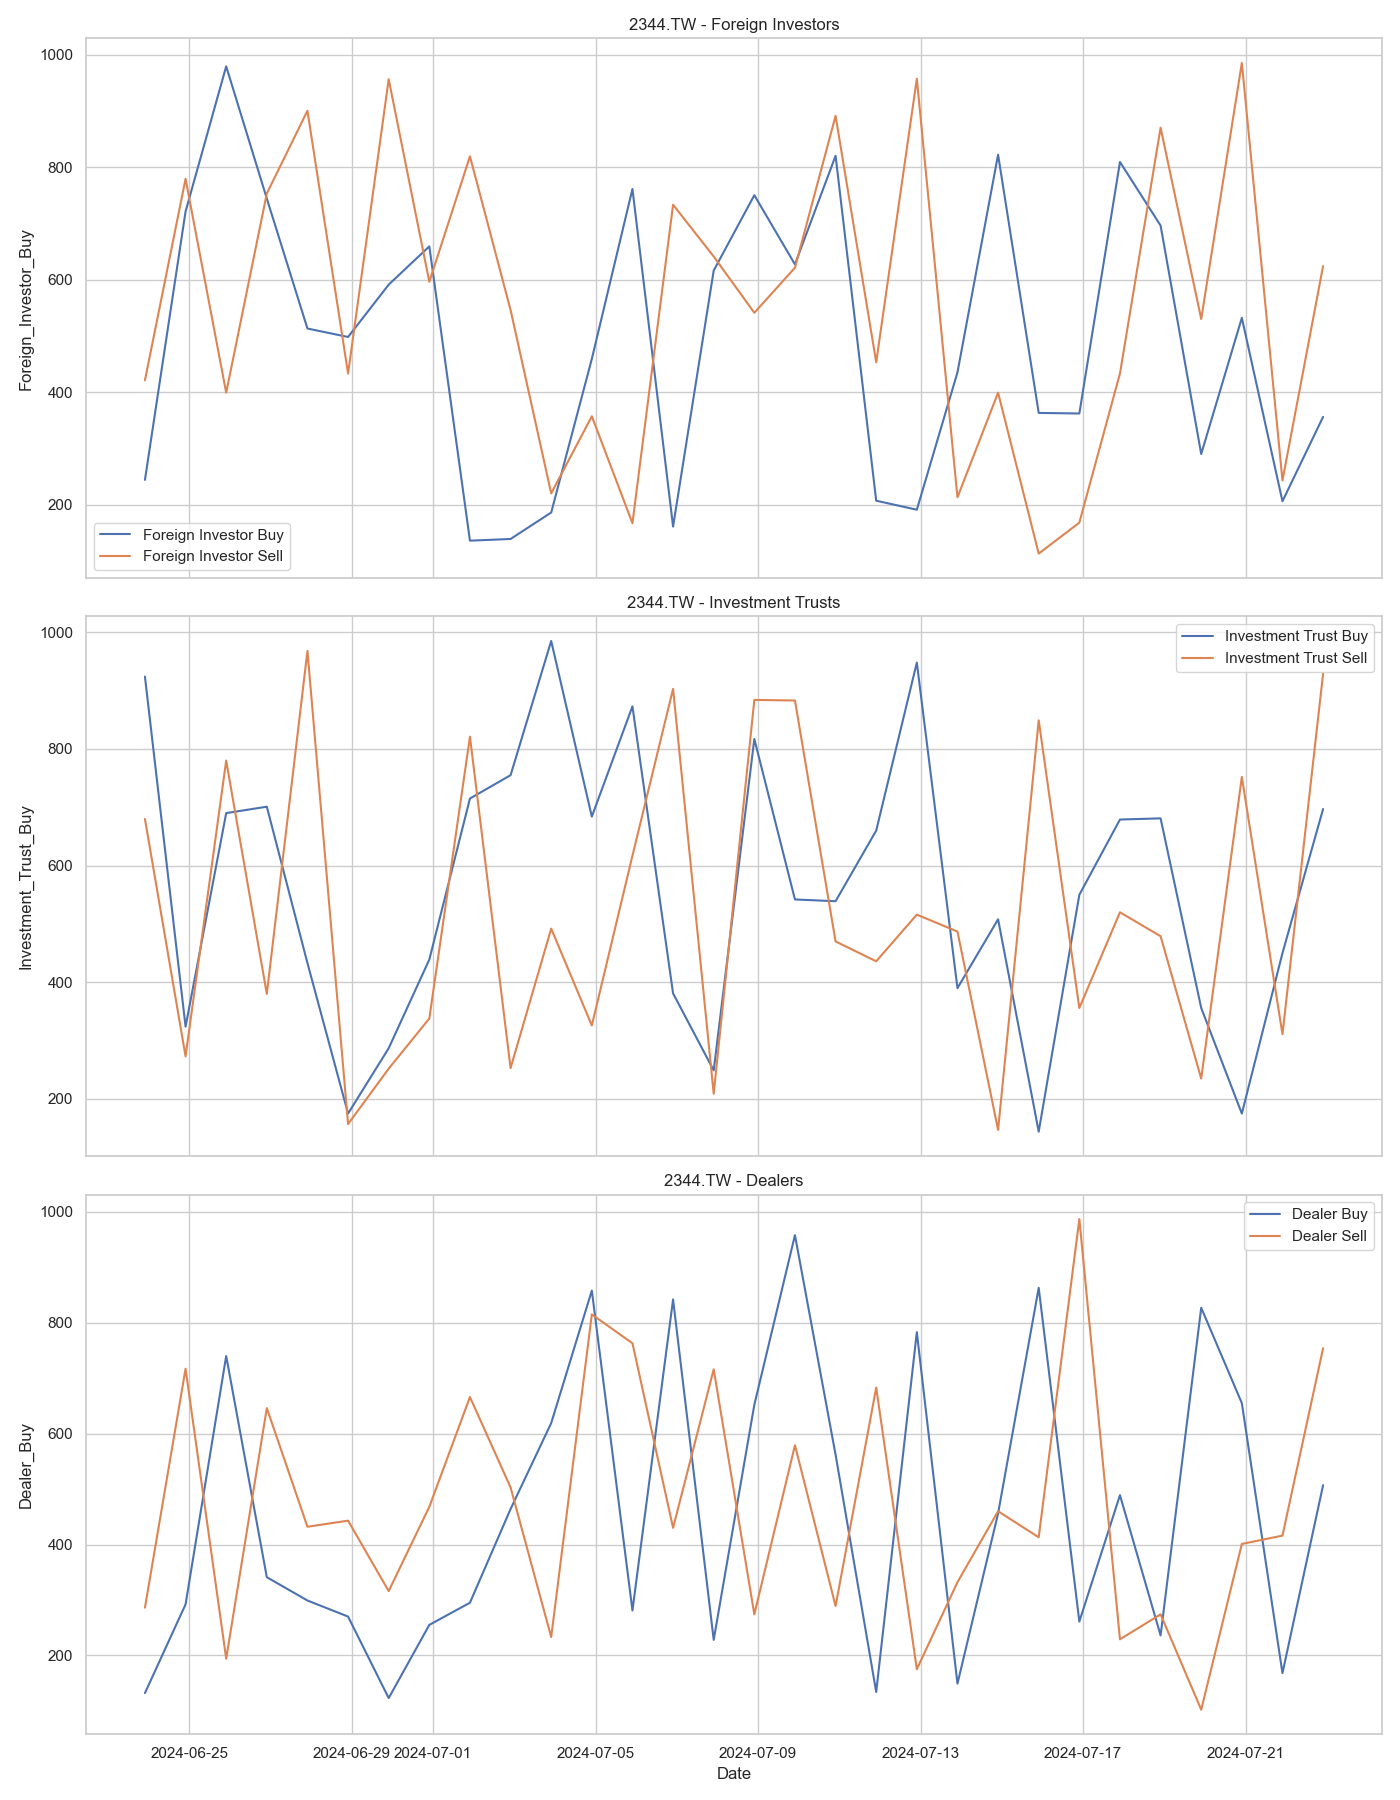 2344.TW - Foreign Investors
1000
800
600
400
200
Foreign_Investor_Buy
Foreign Investor Buy
Foreign Investor Sell
2344.TW - Investment Trusts
1000
800
600
400
200
Investment_Trust_Buy
Investment Trust Buy
Investment Trust Sell
2344.TW - Dealers
1000
800
600
400
200
Dealer_Buy
Dealer Buy
Dealer Sell
2024-06-25 2024-06-29 2024-07-01 2024-07-05 2024-07-09 2024-07-13 2024-07-17 2024-07-21
Date